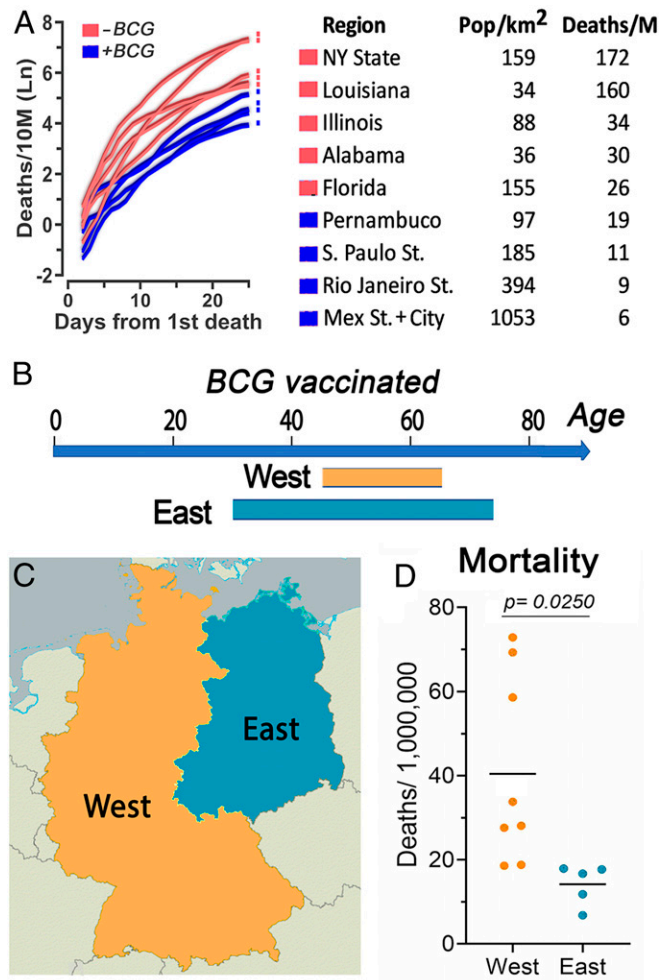 A
-BCG
+BCG
Deaths/10M (Ln)
8
6
4
2
0
-2
0 10 20
Days from 1st death
Region Pop/km² Deaths/M
NY State 159 172
Louisiana 34 160
Illinois 88 34
Alabama 36 30
Florida 155 26
Pernambuco 97 19
S. Paulo St. 185 11
Rio Janeiro St. 394 9
Mex St. + City 1053 6
B
BCG vaccinated
0 20 40 60 80 Age
West
East
C
West
East
D
Mortality
p= 0.0250
Deaths/ 1,000,000
80
60
40
20
0
West East